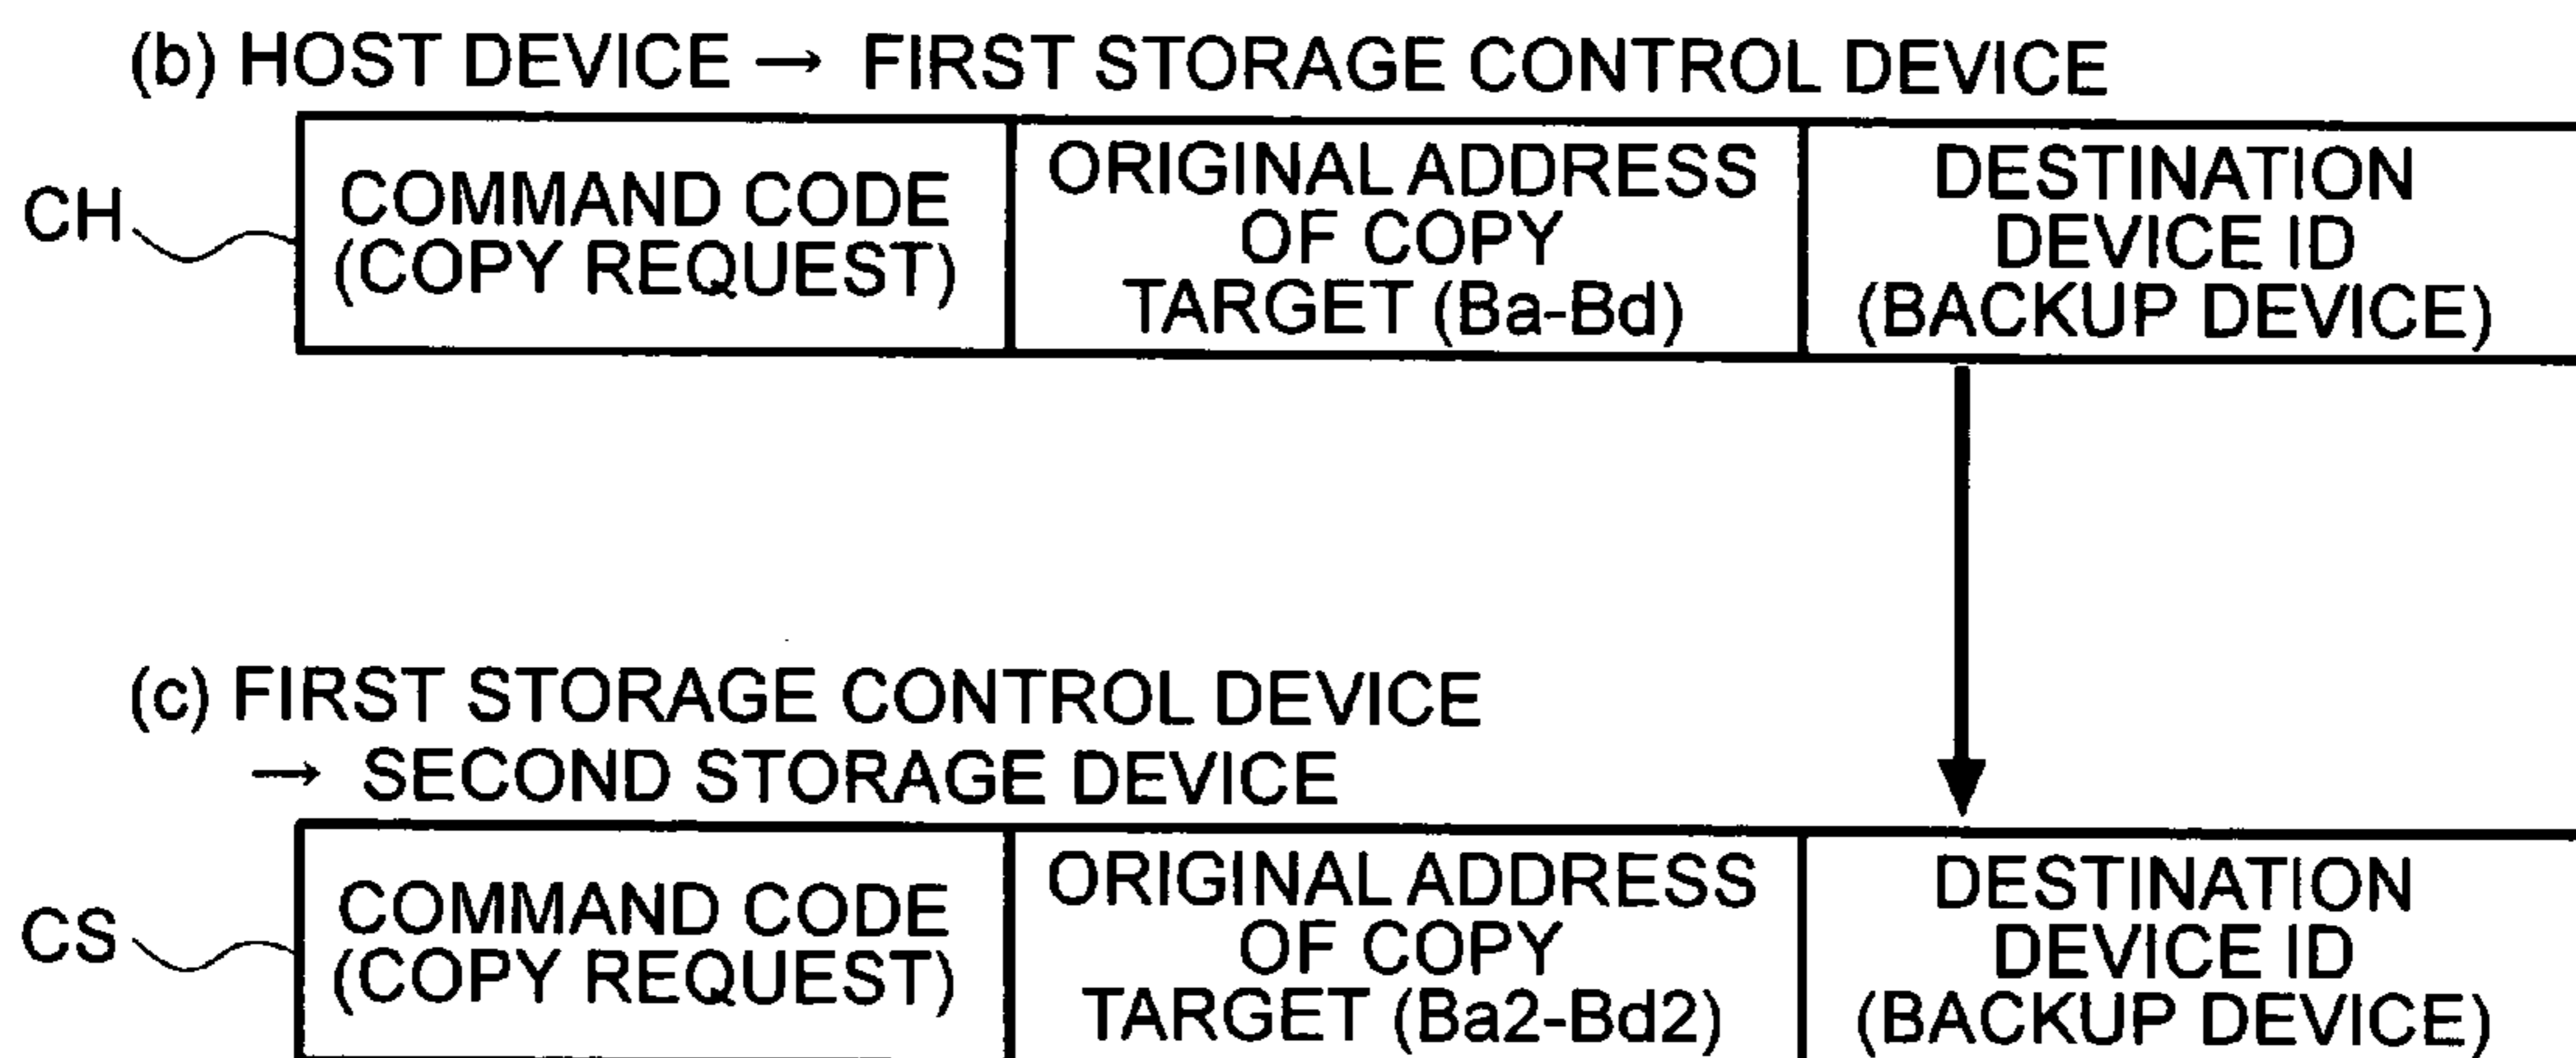 (b) HOST DEVICE → FIRST STORAGE CONTROL DEVICE
CH
COMMAND CODE
(COPY REQUEST)
ORIGINAL ADDRESS
OF COPY
TARGET (Ba-Bd)
DESTINATION
DEVICE ID
(BACKUP DEVICE)
(c) FIRST STORAGE CONTROL DEVICE
→ SECOND STORAGE DEVICE
CS
COMMAND CODE
(COPY REQUEST)
ORIGINAL ADDRESS
OF COPY
TARGET (Ba2-Bd2)
DESTINATION
DEVICE ID
(BACKUP DEVICE)